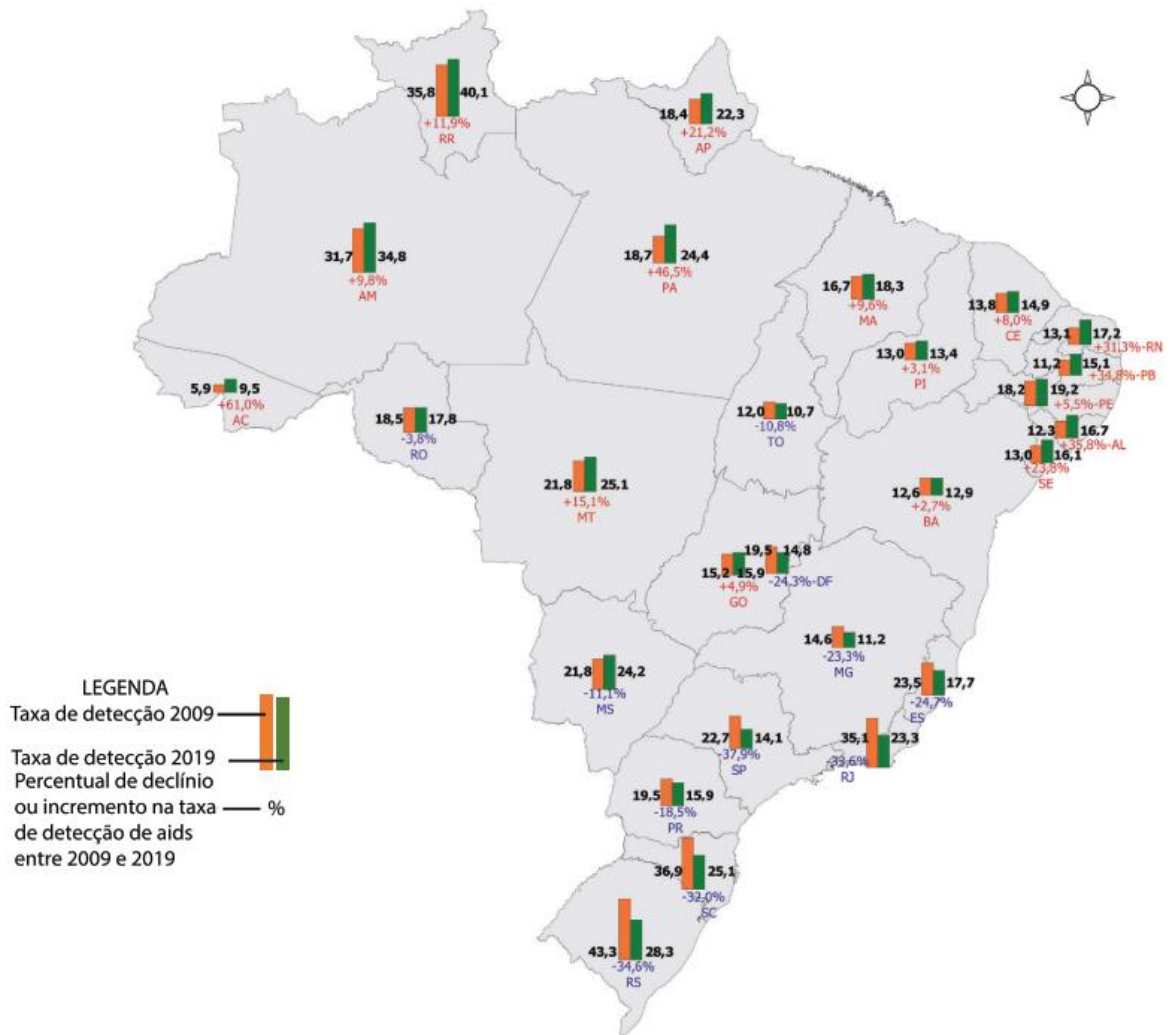 35,8 40,1
+11,9%
RR
18,4 22,3
+21,2%
AP
31,7 34,8
+9,8%
AM
18,7 24,4
+46,5%
PA
16,7 18,3
+9,6%
MA
13,8 14,9
+8,0%
CE
13,1 17,2
+31,3%-RN
13,0 13,4
+3,1%
PI
11,2 15,1
+34,8%-PB
18,2 19,2
+5,5%-PE
5,9 9,5
+61,0%
AC
18,5 17,8
-3,8%
RO
12,0 10,7
-10,8%
TO
12.3 16.7
+35,8%-AL
13,0 16,1
+23,8%
SE
21,8 25,1
+15,1%
MT
12,6 12,9
+2,7%
BA
19,5 14,8
-24,3%-DF
15,2 15,9
+4,9%
GO
14,6 11,2
-23,3%
MG
21,8 24,2
-11,1%
MS
23,5 17,7
-24,7%
ES
22,7 14,1
-37,9%
SP
35,1 23,3
-33,6%
RJ
19,5 15,9
-18,5%
PR
36,9 25,1
-32,0%
SC
43,3 28,3
-34,6%
RS
LEGENDA
Taxa de detecção 2009
Taxa de detecção 2019
Percentual de declínio
ou incremento na taxa %
de detecção de aids
entre 2009 e 2019